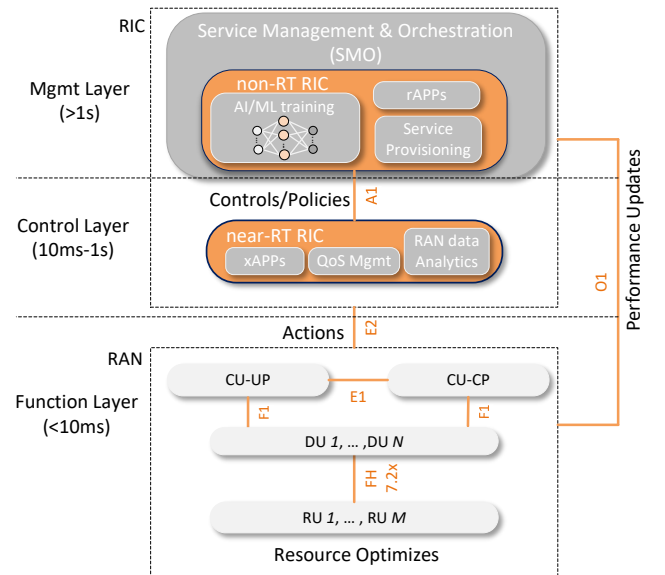 RIC
Service Management & Orchestration
(SMO)
Mgmt Layer
(>1s)
non-RT RIC
AI/ML training
rAPPs
Service
Provisioning
Controls/Policies
A1
Control Layer
(10ms-1s)
near-RT RIC
xAPPs
QoS Mgmt
RAN data
Analytics
O1
Performance Updates
Actions
E2
RAN
Function Layer
(<10ms)
CU-UP
CU-CP
E1
F1
F1
DU 1, ... ,DU N
FH
7.2x
RU 1, ... , RU M
Resource Optimizes